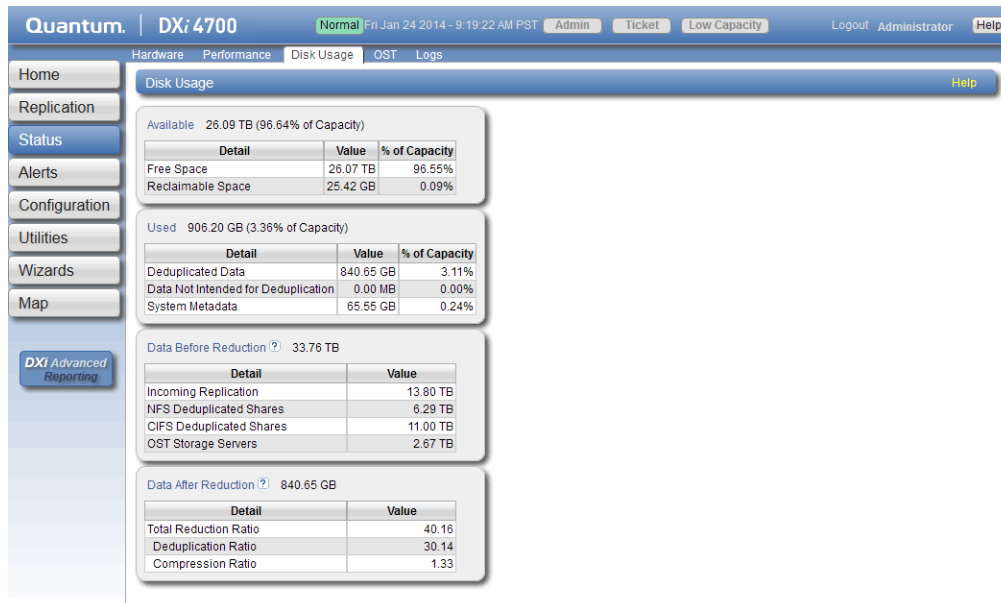 Quantum. | DXi 4700 Normal Fri Jan 24 2014 - 9:19:22 AM PST Admin Ticket Low Capacity Logout Administrator Help
Hardware Performance Disk Usage OST Logs
Home
Replication
Status
Alerts
Configuration
Utilities
Wizards
Map
DXi Advanced
Reporting
Disk Usage Help
Available 26.09 TB (96.64% of Capacity)
Detail Value % of Capacity
Free Space 26.07 TB 96.55%
Reclaimable Space 25.42 GB 0.09%
Used 906.20 GB (3.36% of Capacity)
Detail Value % of Capacity
Deduplicated Data 840.65 GB 3.11%
Data Not Intended for Deduplication 0.00 MB 0.00%
System Metadata 65.55 GB 0.24%
Data Before Reduction ? 33.76 TB
Detail Value
Incoming Replication 13.80 TB
NFS Deduplicated Shares 6.29 TB
CIFS Deduplicated Shares 11.00 TB
OST Storage Servers 2.67 TB
Data After Reduction ? 840.65 GB
Detail Value
Total Reduction Ratio 40.16
Deduplication Ratio 30.14
Compression Ratio 1.33